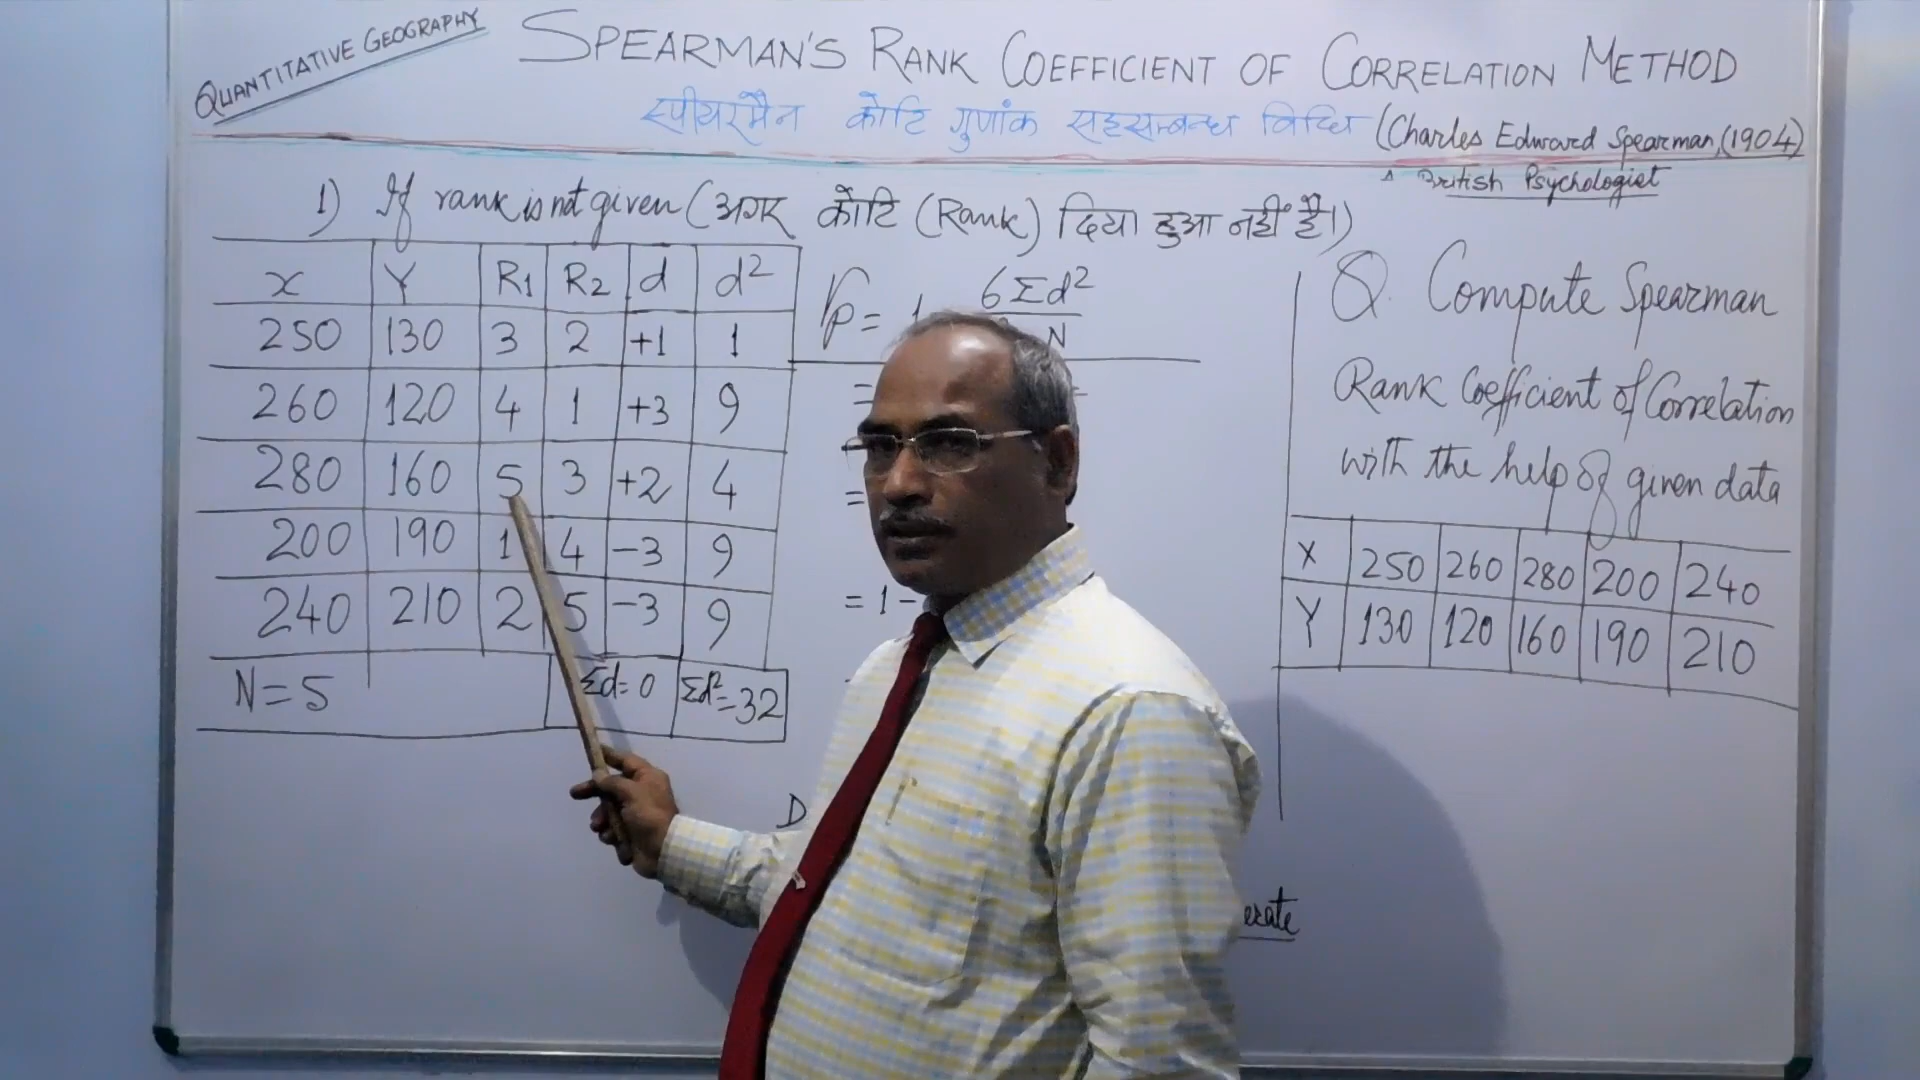 QUANTITATIVE GEOGRAPHY
SPEARMAN'S RANK COEFFICIENT OF CORRELATION METHOD
स्पीयरमैन कोटि गुणांक सहसम्बन्ध विधि (Charles Edward Spearman, (1904)
A British Psychologist
1) If rank is not given (अगर कोटि (Rank) दिया हुआ नहीं है।)
x Y R1 R2 d d²
250 130 3 2 +1 1
260 120 4 1 +3 9
280 160 5 3 +2 4
200 190 1 4 -3 9
240 210 2 5 -3 9
N=5 Σd=0 Σd²=32
= 6Σd²
N
=
=
= 1-
D
erate
Q. Compute Spearman
Rank Coefficient of Correlation
with the help of given data
X 250 260 280 200 240
Y 130 120 160 190 210